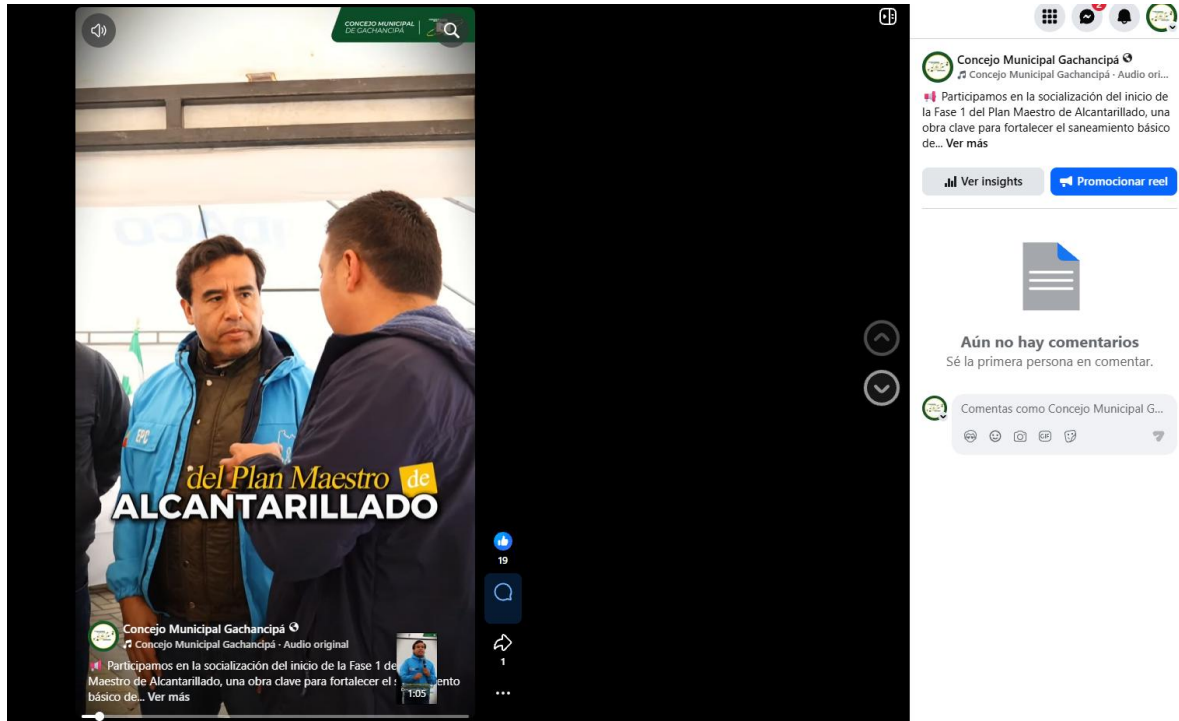 CONCEJO MUNICIPAL
DE GACHANCIPÁ
EPC
del Plan Maestro de
ALCANTARILLADO
Concejo Municipal Gachancipá
Concejo Municipal Gachancipá · Audio original
Participamos en la socialización del inicio de la Fase 1 de
Maestro de Alcantarillado, una obra clave para fortalecer el
ento
básico de... Ver más
1:05
19
1
2
Concejo Municipal Gachancipá
Concejo Municipal Gachancipá · Audio ori...
Participamos en la socialización del inicio de
la Fase 1 del Plan Maestro de Alcantarillado, una
obra clave para fortalecer el saneamiento básico
de... Ver más
Ver insights
Promocionar reel
Aún no hay comentarios
Sé la primera persona en comentar.
Comentas como Concejo Municipal G...
GIF